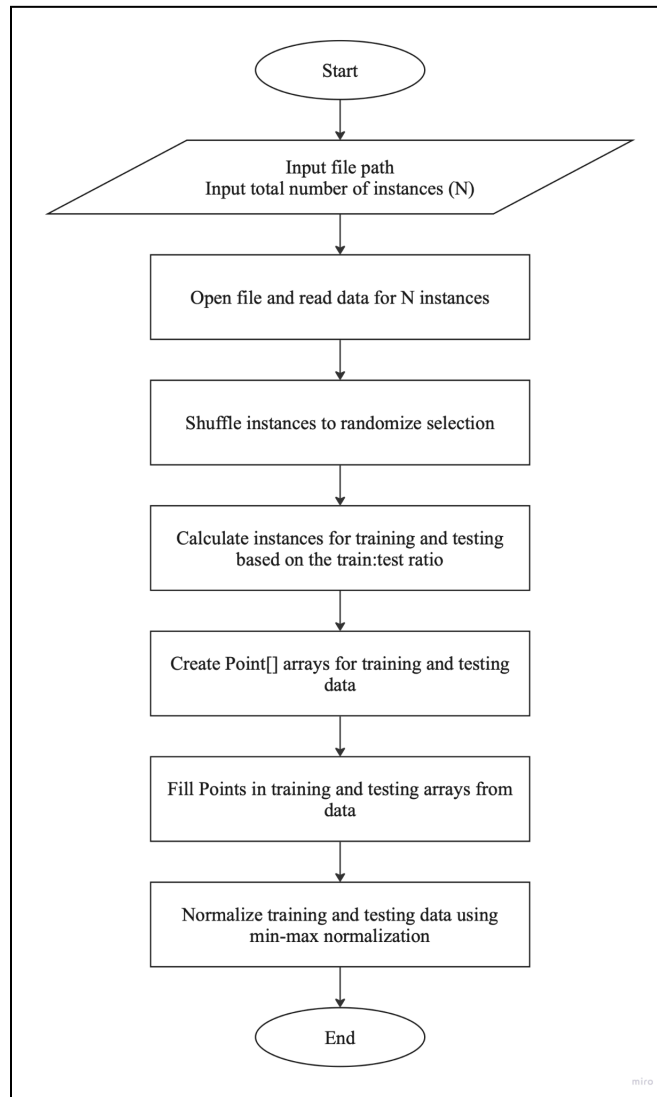 Start
Input file path
Input total number of instances (N)
Open file and read data for N instances
Shuffle instances to randomize selection
Calculate instances for training and testing
based on the train:test ratio
Create Point[] arrays for training and testing
data
Fill Points in training and testing arrays from
data
Normalize training and testing data using
min-max normalization
End
miro